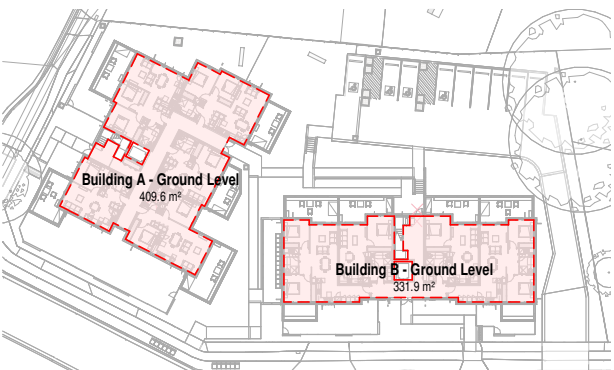 Building A - Ground Level
409.6 m²
Building B - Ground Level
331.9 m²